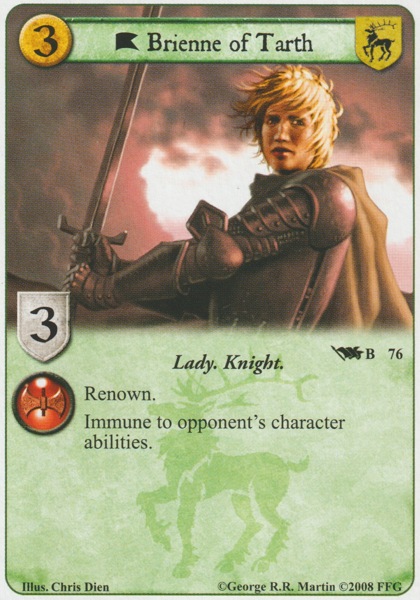 3
Brienne of Tarth
3
Lady. Knight.
B 76
Renown.
Immune to opponent's character
abilities.
Illus. Chris Dien
©George R.R. Martin ©2008 FFG